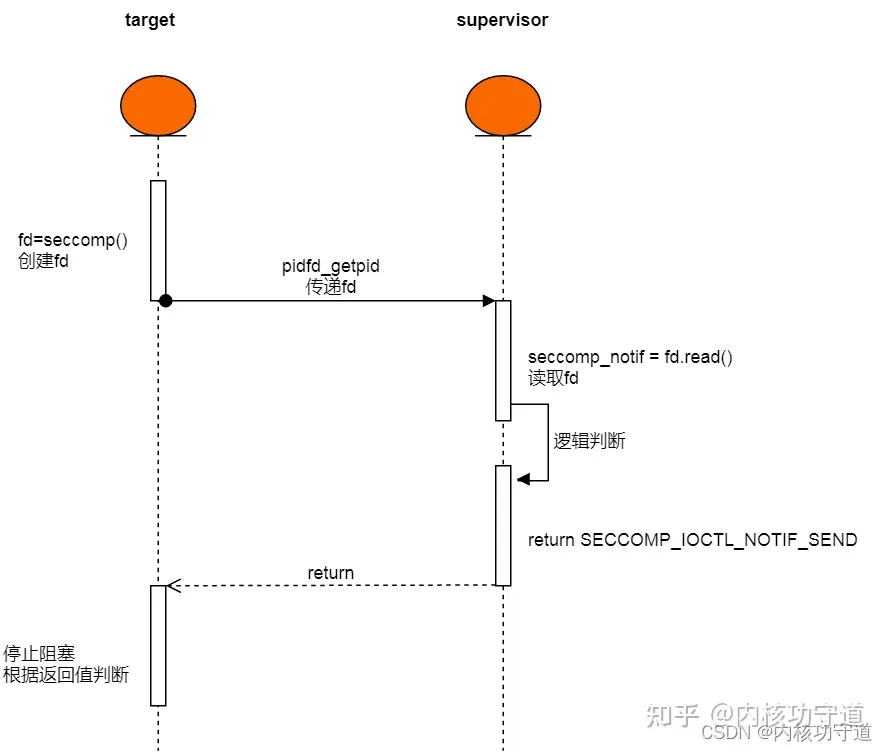 target
supervisor
fd=seccomp()
创建fd
pidfd_getpid
传递fd
seccomp_notif = fd.read()
读取fd
逻辑判断
return SECCOMP_IOCTL_NOTIF_SEND
return
停止阻塞
根据返回值判断
知乎 @内核功守道
CSDN @内核功守道